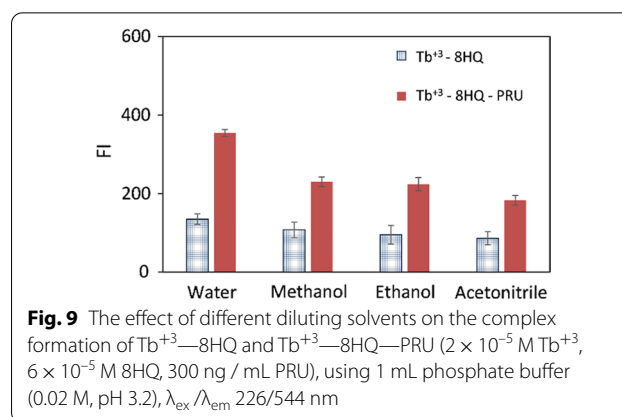 600
400
200
0
FI
Tb⁺³ - 8HQ
Tb⁺³ - 8HQ - PRU
Water Methanol Ethanol Acetonitrile
Fig. 9 The effect of different diluting solvents on the complex
formation of Tb⁺³—8HQ and Tb⁺³—8HQ—PRU (2 × 10⁻⁵ M Tb⁺³,
6 × 10⁻⁵ M 8HQ, 300 ng / mL PRU), using 1 mL phosphate buffer
(0.02 M, pH 3.2), λex /λem 226/544 nm